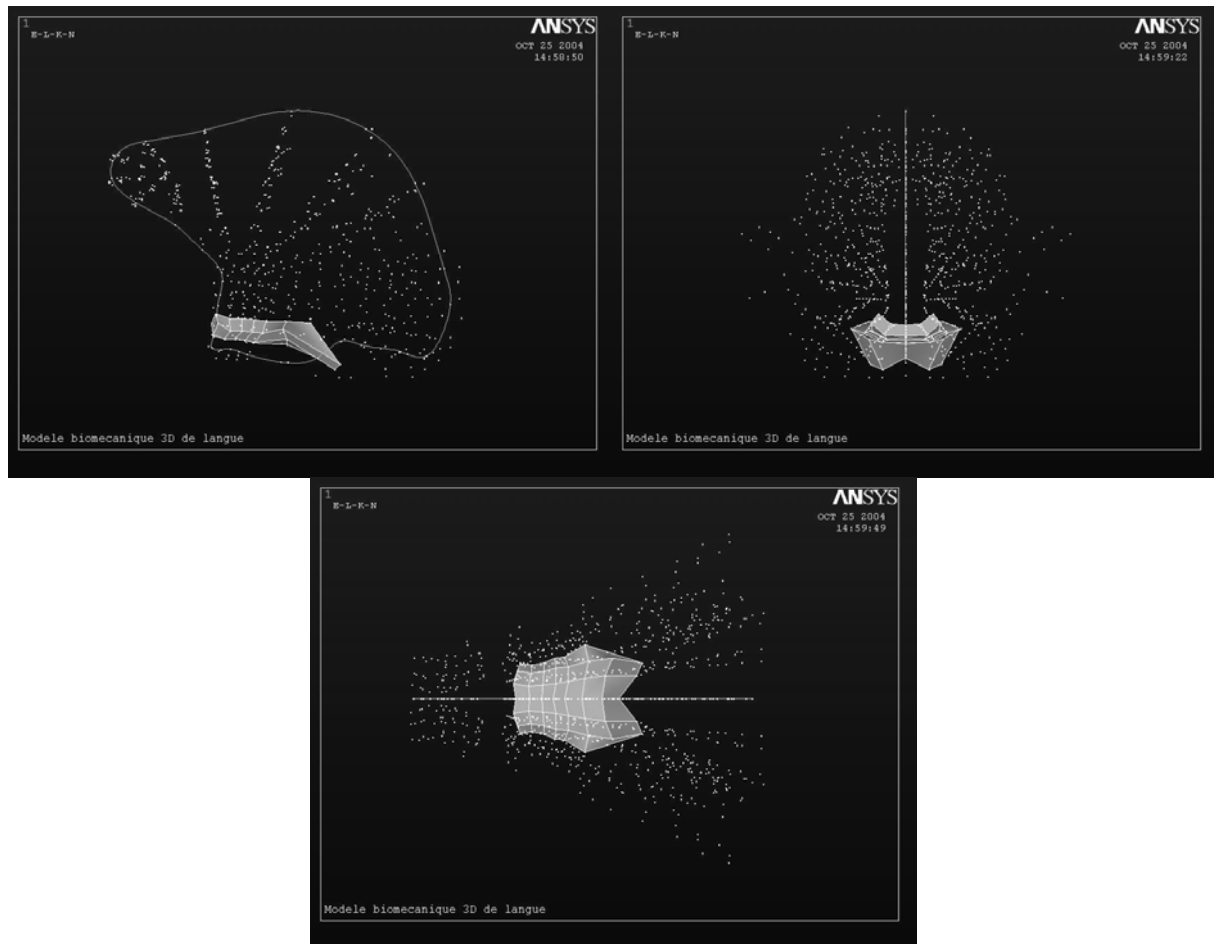 1
E-L-K-N
ANSYS
OCT 25 2004
14:58:50
Modele biomecanique 3D de langue
1
E-L-K-N
ANSYS
OCT 25 2004
14:59:22
Modele biomecanique 3D de langue
1
E-L-K-N
ANSYS
OCT 25 2004
14:59:49
Modele biomecanique 3D de langue